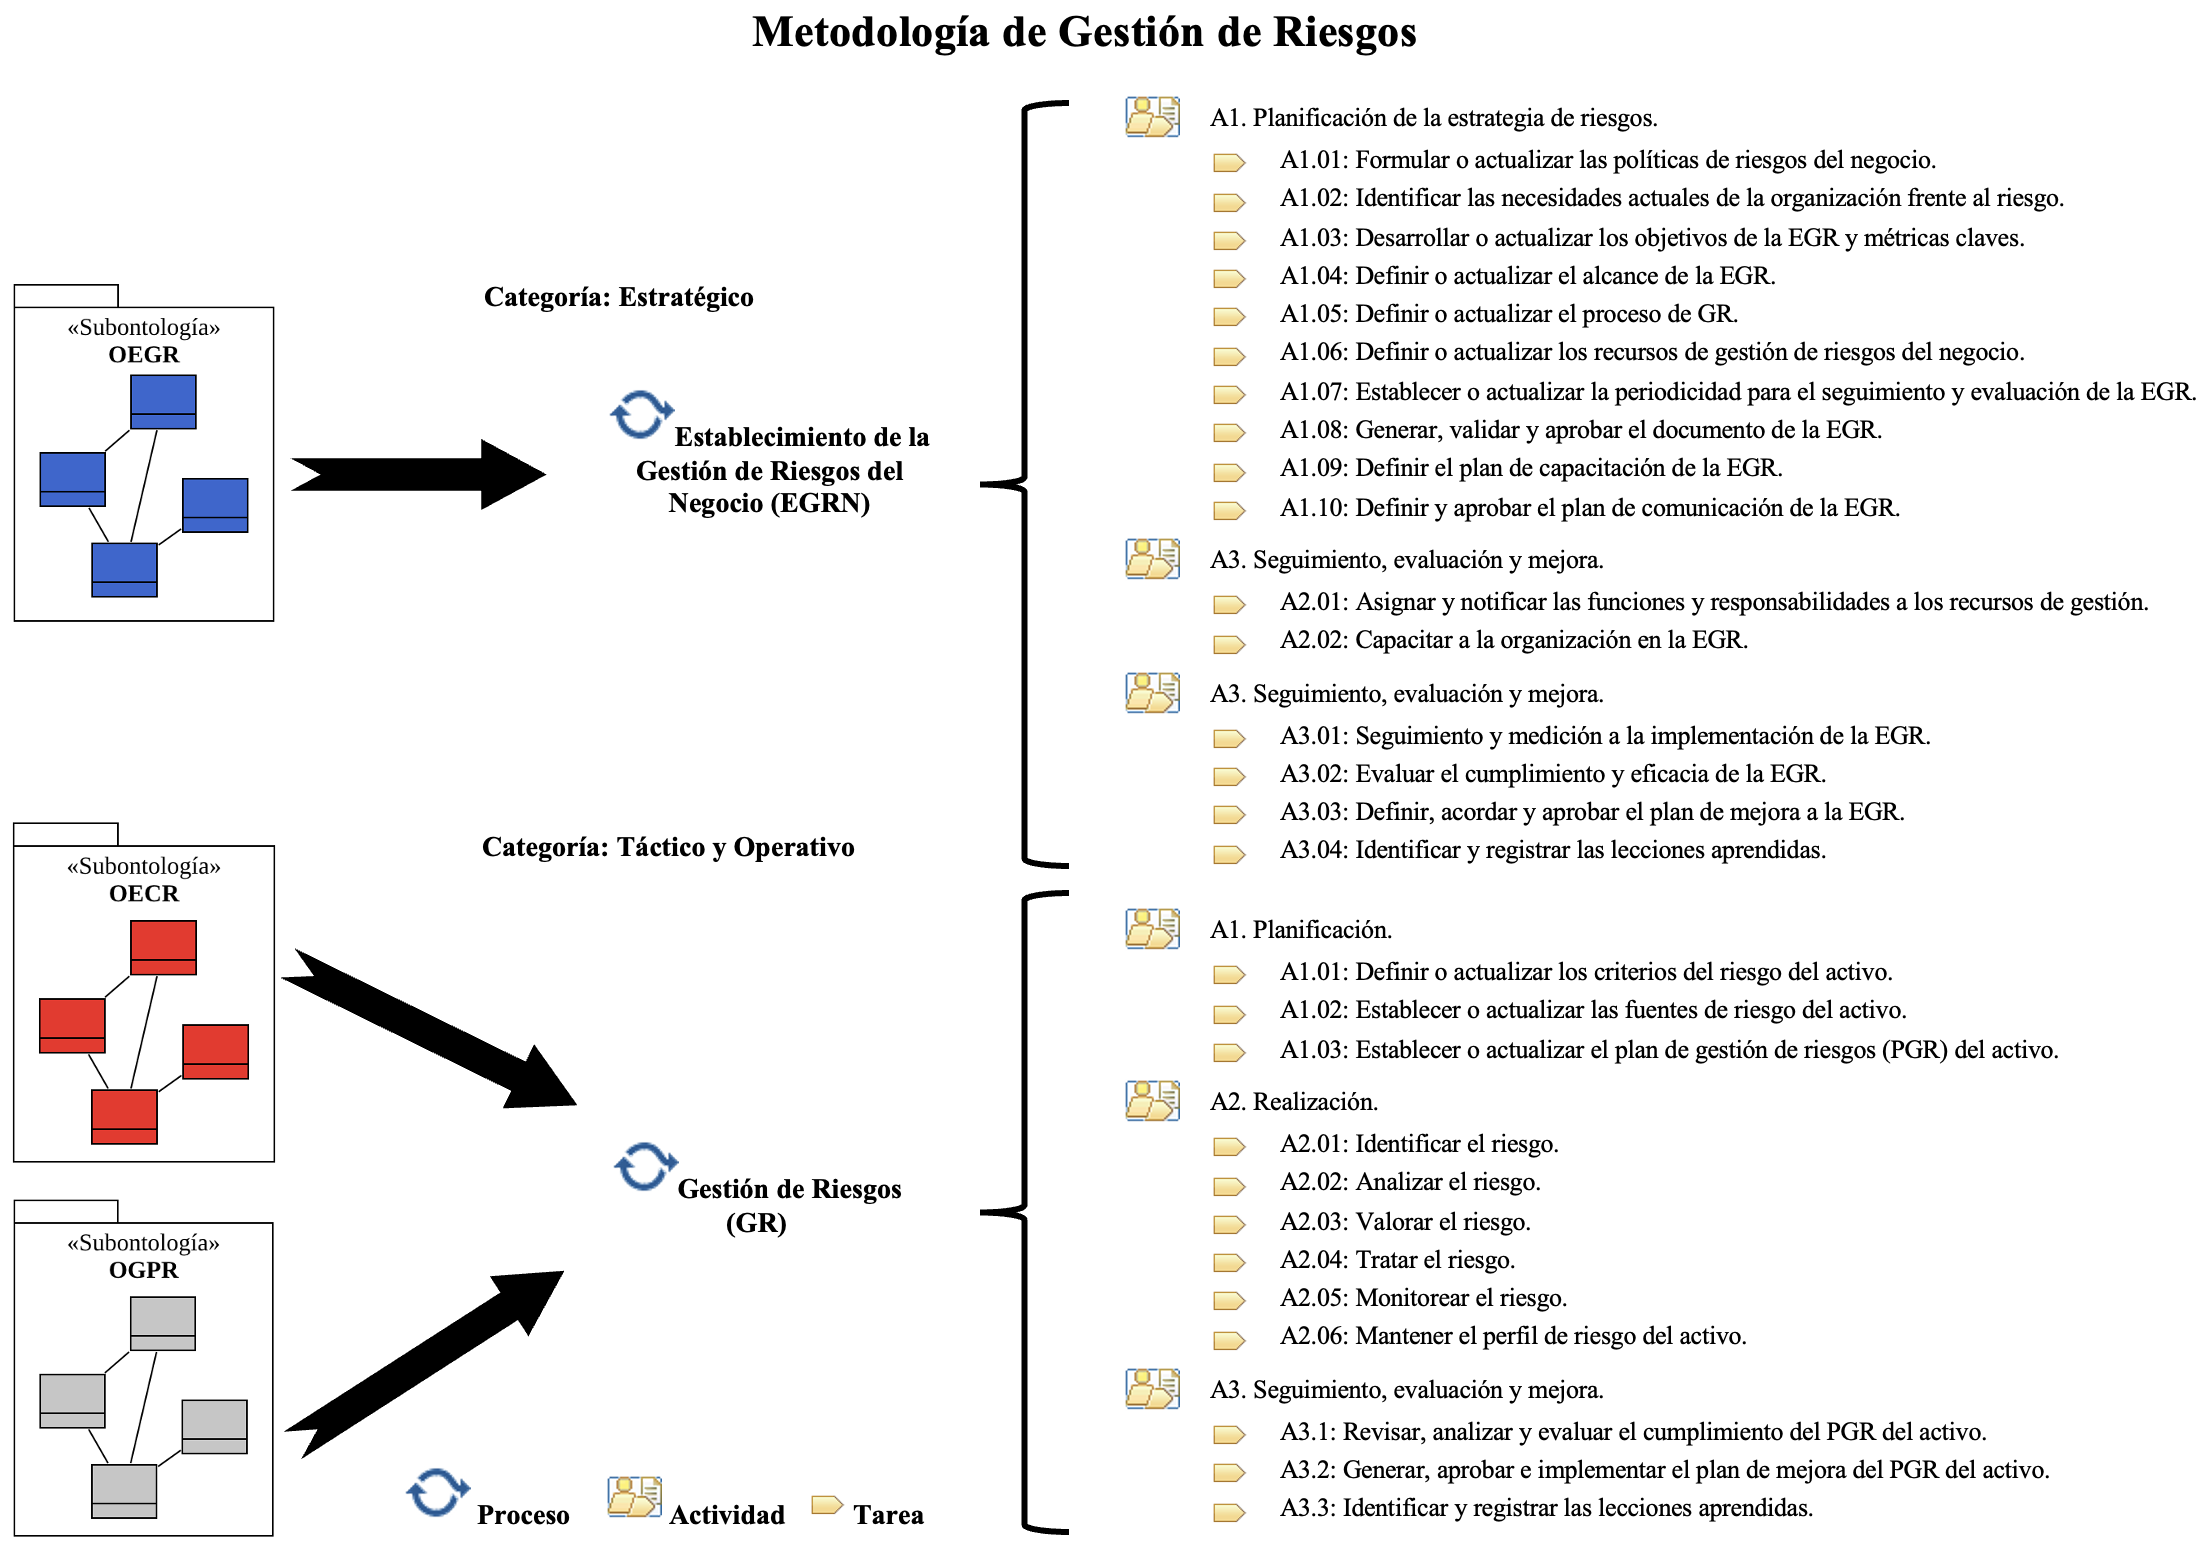 Metodología de Gestión de Riesgos
«Subontología»
OEGR
Categoría: Estratégico
Establecimiento de la
Gestión de Riesgos del
Negocio (EGRN)
A1. Planificación de la estrategia de riesgos.
A1.01: Formular o actualizar las políticas de riesgos del negocio.
A1.02: Identificar las necesidades actuales de la organización frente al riesgo.
A1.03: Desarrollar o actualizar los objetivos de la EGR y métricas claves.
A1.04: Definir o actualizar el alcance de la EGR.
A1.05: Definir o actualizar el proceso de GR.
A1.06: Definir o actualizar los recursos de gestión de riesgos del negocio.
A1.07: Establecer o actualizar la periodicidad para el seguimiento y evaluación de la EGR.
A1.08: Generar, validar y aprobar el documento de la EGR.
A1.09: Definir el plan de capacitación de la EGR.
A1.10: Definir y aprobar el plan de comunicación de la EGR.
A3. Seguimiento, evaluación y mejora.
A2.01: Asignar y notificar las funciones y responsabilidades a los recursos de gestión.
A2.02: Capacitar a la organización en la EGR.
A3. Seguimiento, evaluación y mejora.
A3.01: Seguimiento y medición a la implementación de la EGR.
A3.02: Evaluar el cumplimiento y eficacia de la EGR.
A3.03: Definir, acordar y aprobar el plan de mejora a la EGR.
A3.04: Identificar y registrar las lecciones aprendidas.
«Subontología»
OECR
Categoría: Táctico y Operativo
«Subontología»
OGPR
Gestión de Riesgos
(GR)
A1. Planificación.
A1.01: Definir o actualizar los criterios del riesgo del activo.
A1.02: Establecer o actualizar las fuentes de riesgo del activo.
A1.03: Establecer o actualizar el plan de gestión de riesgos (PGR) del activo.
A2. Realización.
A2.01: Identificar el riesgo.
A2.02: Analizar el riesgo.
A2.03: Valorar el riesgo.
A2.04: Tratar el riesgo.
A2.05: Monitorear el riesgo.
A2.06: Mantener el perfil de riesgo del activo.
A3. Seguimiento, evaluación y mejora.
A3.1: Revisar, analizar y evaluar el cumplimiento del PGR del activo.
A3.2: Generar, aprobar e implementar el plan de mejora del PGR del activo.
A3.3: Identificar y registrar las lecciones aprendidas.
Proceso
Actividad
Tarea